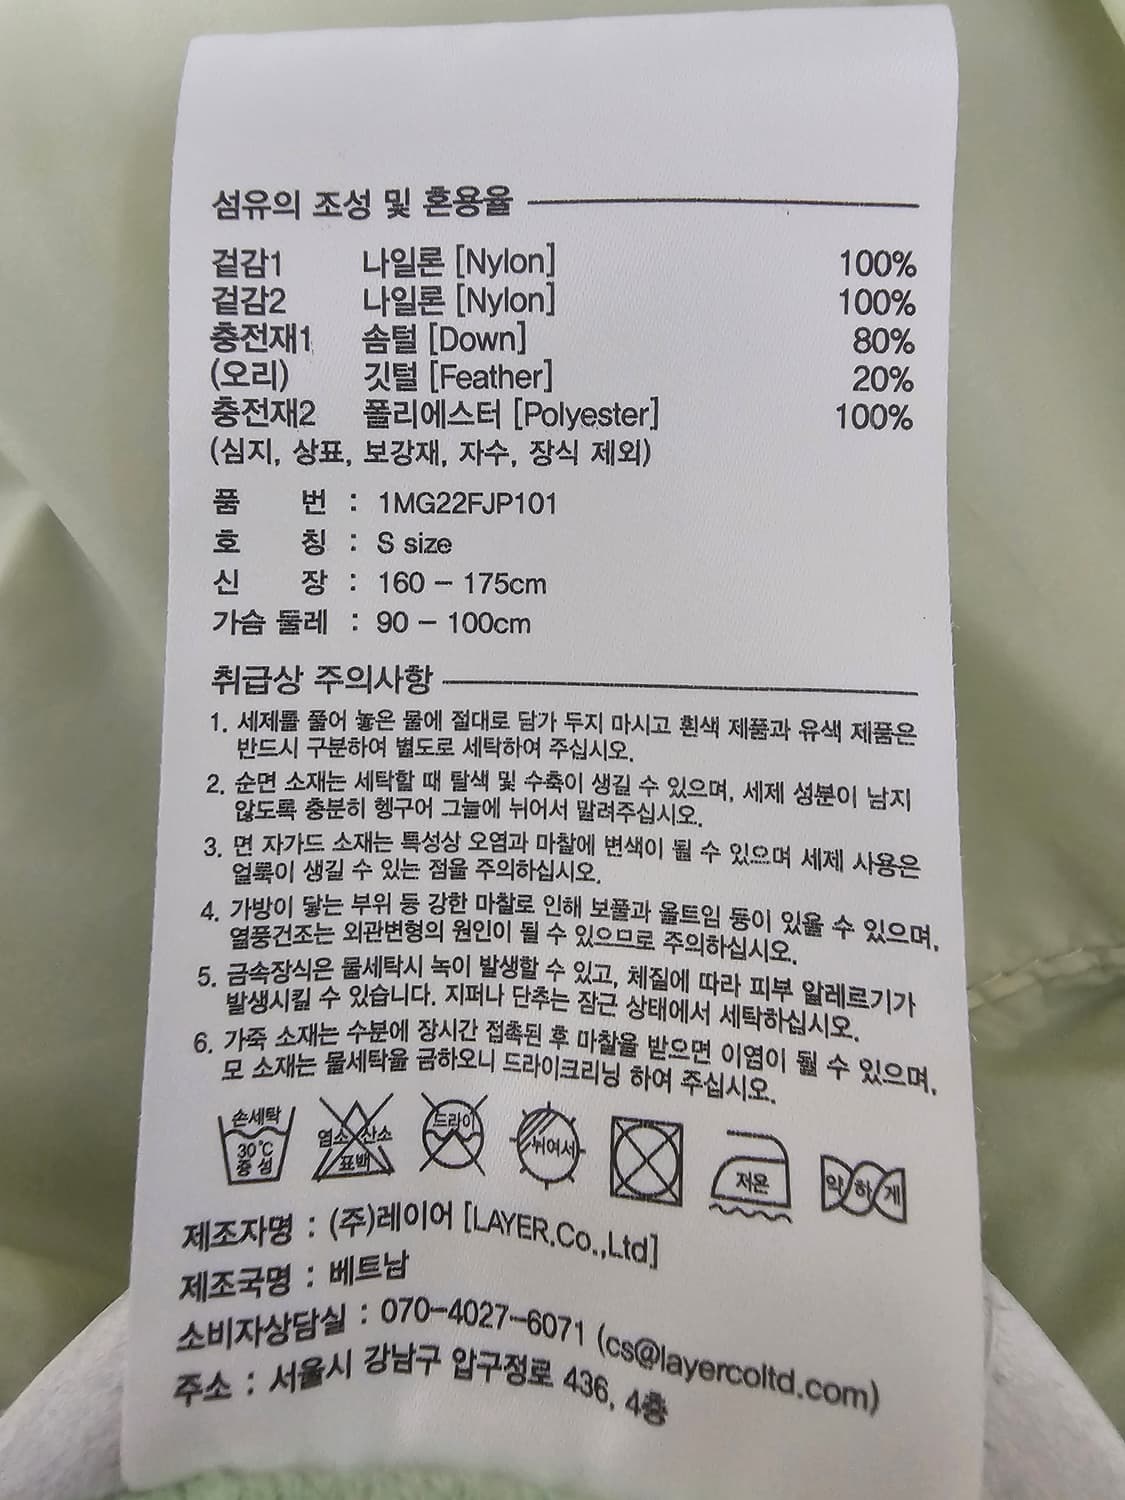 섬유의 조성 및 혼용율
겉감1 나일론 [Nylon] 100%
겉감2 나일론 [Nylon] 100%
충전재1 솜털 [Down] 80%
(오리) 깃털 [Feather] 20%
충전재2 폴리에스터 [Polyester] 100%
(심지, 상표, 보강재, 자수, 장식 제외)
품 번 : 1MG22FJP101
호 칭 : S size
신 장 : 160 - 175cm
가슴 둘레 : 90 - 100cm
취급상 주의사항
1. 세제를 풀어 놓은 물에 절대로 담가 두지 마시고 흰색 제품과 유색 제품은
반드시 구분하여 별도로 세탁하여 주십시오.
2. 순면 소재는 세탁할 때 탈색 및 수축이 생길 수 있으며, 세제 성분이 남지
않도록 충분히 헹구어 그늘에 뉘어서 말려주십시오.
3. 면 자가드 소재는 특성상 오염과 마찰에 변색이 될 수 있으며 세제 사용은
얼룩이 생길 수 있는 점을 주의하십시오.
4. 가방이 닿는 부위 등 강한 마찰로 인해 보풀과 올트임 등이 있을 수 있으며,
열풍건조는 외관변형의 원인이 될 수 있으므로 주의하십시오.
5. 금속장식은 물세탁시 녹이 발생할 수 있고, 체질에 따라 피부 알레르기가
발생시킬 수 있습니다. 지퍼나 단추는 잠근 상태에서 세탁하십시오.
6. 가죽 소재는 수분에 장시간 접촉된 후 마찰을 받으면 이염이 될 수 있으며,
모 소재는 물세탁을 금하오니 드라이크리닝 하여 주십시오.
손세탁 30℃ 중성
염소 산소 표백
드라이
뉘여서
저온
약하게
제조자명 : (주)레이어 [LAYER.Co.,Ltd]
제조국명 : 베트남
소비자상담실 : 070-4027-6071 (cs@layercoltd.com)
주소 : 서울시 강남구 압구정로 436, 4층